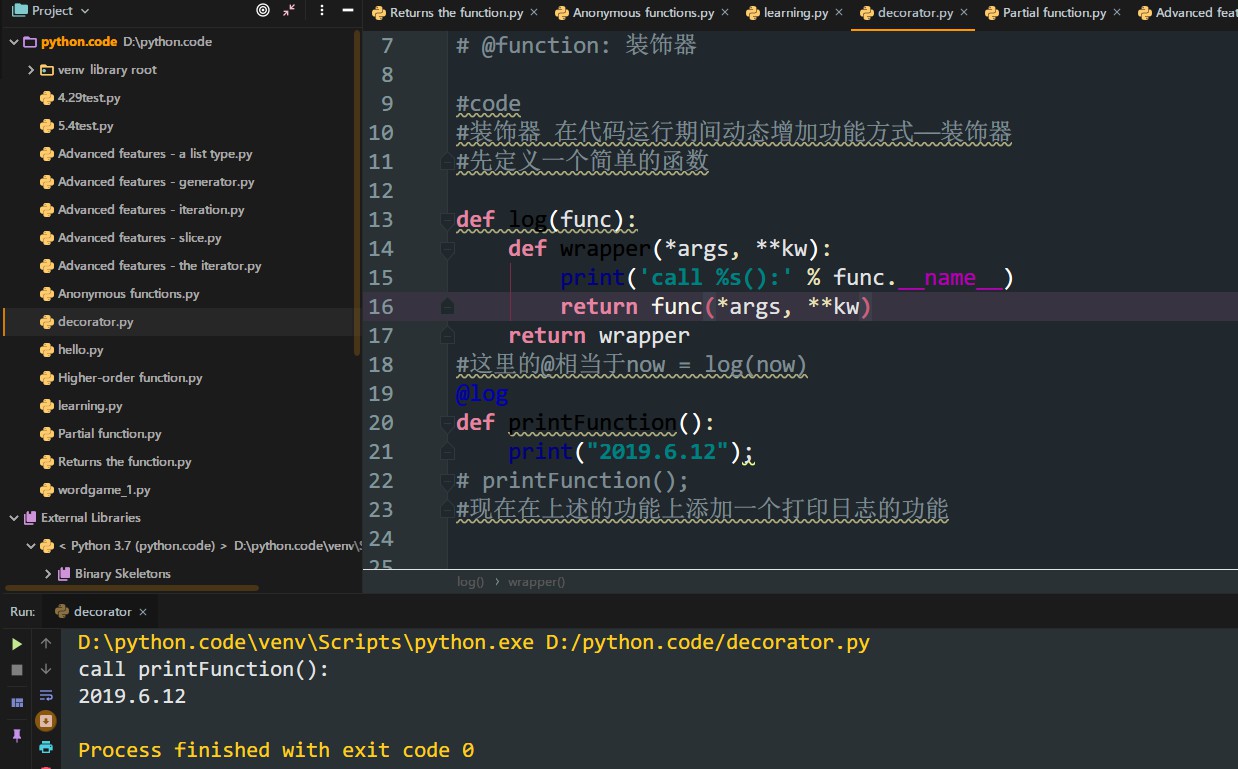 Project
Returns the function.py
Anonymous functions.py
learning.py
decorator.py
Partial function.py
Advanced feat
python.code D:\python.code
venv library root
4.29test.py
5.4test.py
Advanced features - a list type.py
Advanced features - generator.py
Advanced features - iteration.py
Advanced features - slice.py
Advanced features - the iterator.py
Anonymous functions.py
decorator.py
hello.py
Higher-order function.py
learning.py
Partial function.py
Returns the function.py
wordgame_1.py
External Libraries
< Python 3.7 (python.code) > D:\python.code\venv\S
Binary Skeletons
7 # @function: 装饰器
8
9 #code
10 #装饰器 在代码运行期间动态增加功能方式—装饰器
11 #先定义一个简单的函数
12
13 def log(func):
14 def wrapper(*args, **kw):
15 print('call %s():' % func.__name__)
16 return func(*args, **kw)
17 return wrapper
18 #这里的@相当于now = log(now)
19 @log
20 def printFunction():
21 print("2019.6.12");
22 # printFunction();
23 #现在在上述的功能上添加一个打印日志的功能
24
25
log() › wrapper()
Run: decorator
D:\python.code\venv\Scripts\python.exe D:/python.code/decorator.py
call printFunction():
2019.6.12
Process finished with exit code 0